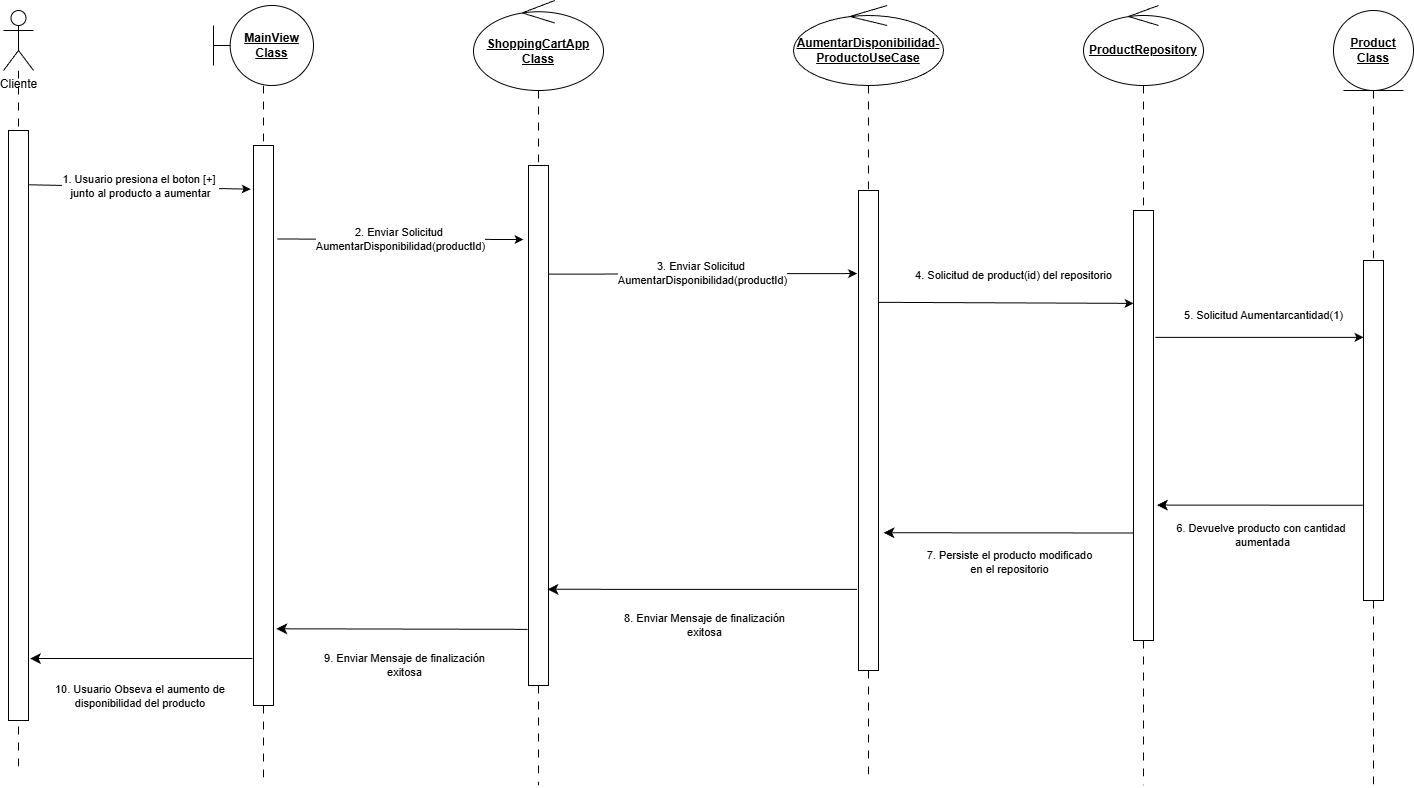 Cliente
MainView
Class
ShoppingCartApp
Class
AumentarDisponibilidad-
ProductoUseCase
ProductRepository
Product
Class
1. Usuario presiona el boton [+]
junto al producto a aumentar
2. Enviar Solicitud
AumentarDisponibilidad(productId)
3. Enviar Solicitud
AumentarDisponibilidad(productId)
4. Solicitud de product(id) del repositorio
5. Solicitud Aumentarcantidad(1)
6. Devuelve producto con cantidad
aumentada
7. Persiste el producto modificado
en el repositorio
8. Enviar Mensaje de finalización
exitosa
9. Enviar Mensaje de finalización
exitosa
10. Usuario Obseva el aumento de
disponibilidad del producto